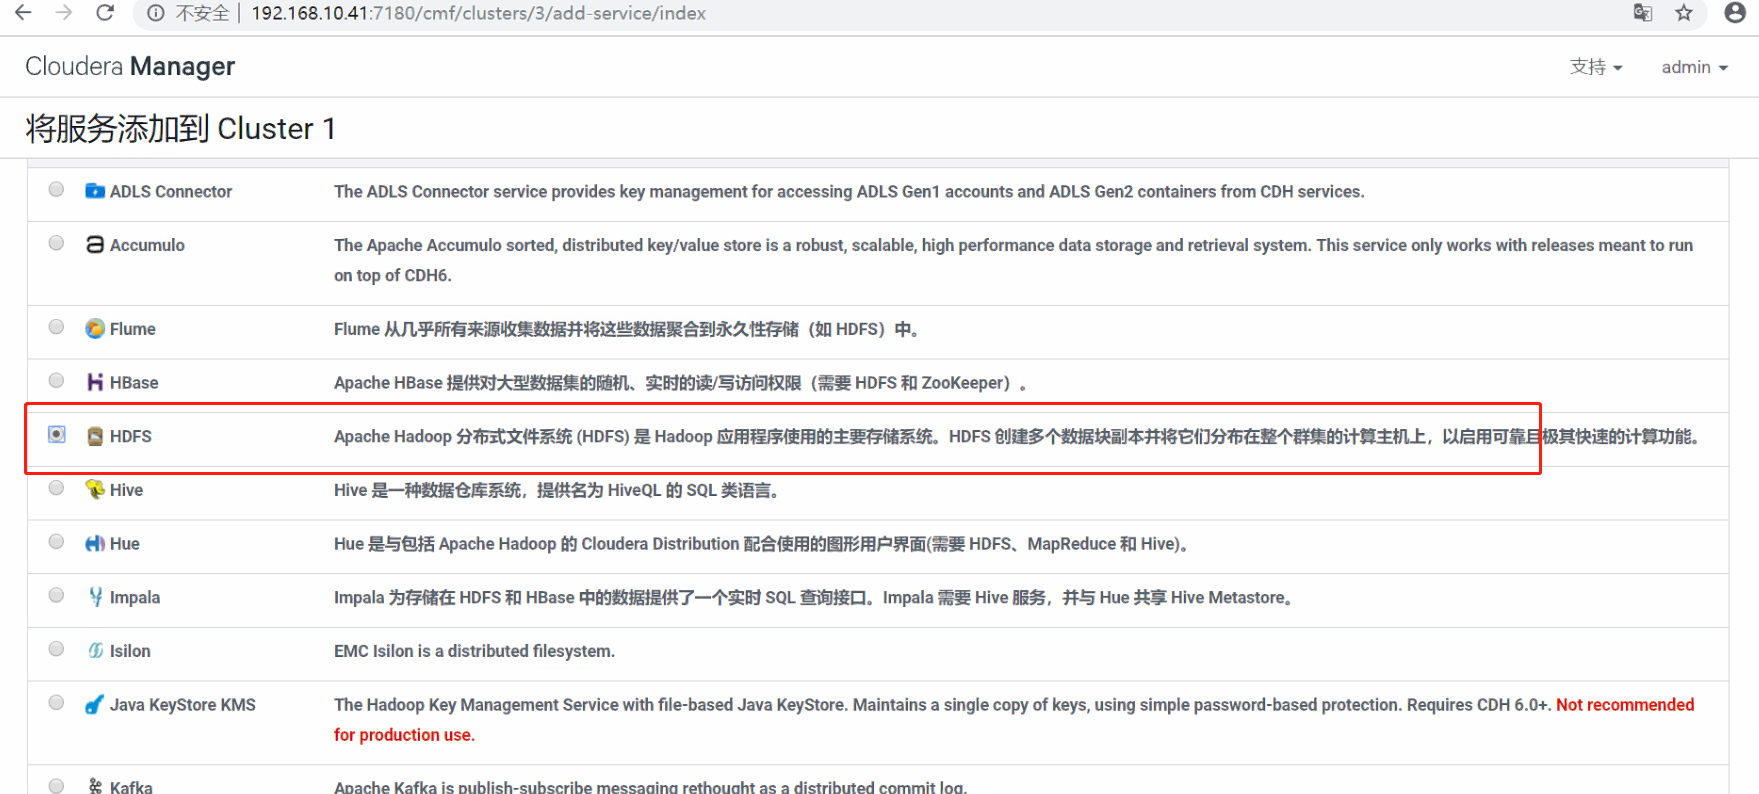 不安全 192.168.10.41:7180/cmf/clusters/3/add-service/index
Cloudera Manager 支持 admin
将服务添加到 Cluster 1
ADLS Connector The ADLS Connector service provides key management for accessing ADLS Gen1 accounts and ADLS Gen2 containers from CDH services.
Accumulo The Apache Accumulo sorted, distributed key/value store is a robust, scalable, high performance data storage and retrieval system. This service only works with releases meant to run
on top of CDH6.
Flume Flume 从几乎所有来源收集数据并将这些数据聚合到永久性存储（如 HDFS）中。
HBase Apache HBase 提供对大型数据集的随机、实时的读/写访问权限（需要 HDFS 和 ZooKeeper）。
HDFS Apache Hadoop 分布式文件系统 (HDFS) 是 Hadoop 应用程序使用的主要存储系统。HDFS 创建多个数据块副本并将它们分布在整个群集的计算主机上，以启用可靠且极其快速的计算功能。
Hive Hive 是一种数据仓库系统，提供名为 HiveQL 的 SQL 类语言。
Hue Hue 是与包括 Apache Hadoop 的 Cloudera Distribution 配合使用的图形用户界面(需要 HDFS、MapReduce 和 Hive)。
Impala Impala 为存储在 HDFS 和 HBase 中的数据提供了一个实时 SQL 查询接口。Impala 需要 Hive 服务，并与 Hue 共享 Hive Metastore。
Isilon EMC Isilon is a distributed filesystem.
Java KeyStore KMS The Hadoop Key Management Service with file-based Java KeyStore. Maintains a single copy of keys, using simple password-based protection. Requires CDH 6.0+. Not recommended
for production use.
Kafka Apache Kafka is publish-subscribe messaging rethought as a distributed commit log.